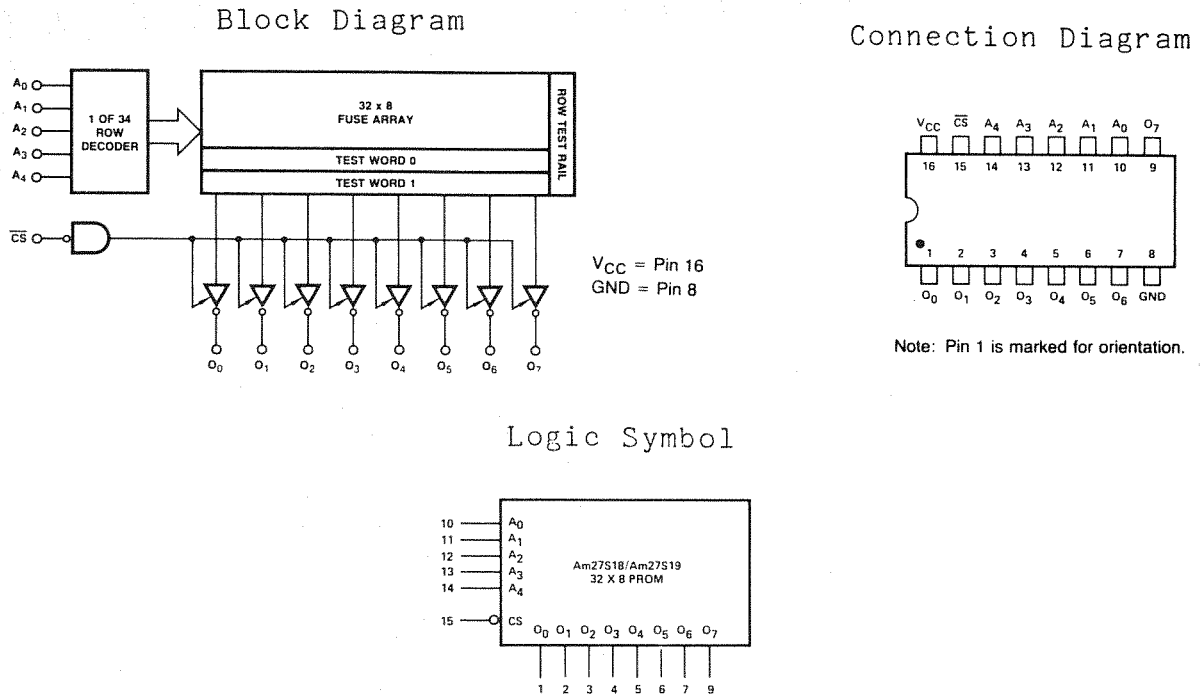 Block Diagram
A0
A1
A2
A3
A4
1 OF 34
ROW
DECODER
32 x 8
FUSE ARRAY
TEST WORD 0
TEST WORD 1
ROW TEST RAIL
C̅S̅
O0 O1 O2 O3 O4 O5 O6 O7
VCC = Pin 16
GND = Pin 8
Connection Diagram
VCC C̅S̅ A4 A3 A2 A1 A0 O7
16 15 14 13 12 11 10 9
1 2 3 4 5 6 7 8
O0 O1 O2 O3 O4 O5 O6 GND
Note: Pin 1 is marked for orientation.
Logic Symbol
10 A0
11 A1
12 A2
13 A3
14 A4
15 CS
Am27S18/Am27S19
32 X 8 PROM
O0 O1 O2 O3 O4 O5 O6 O7
1 2 3 4 5 6 7 9